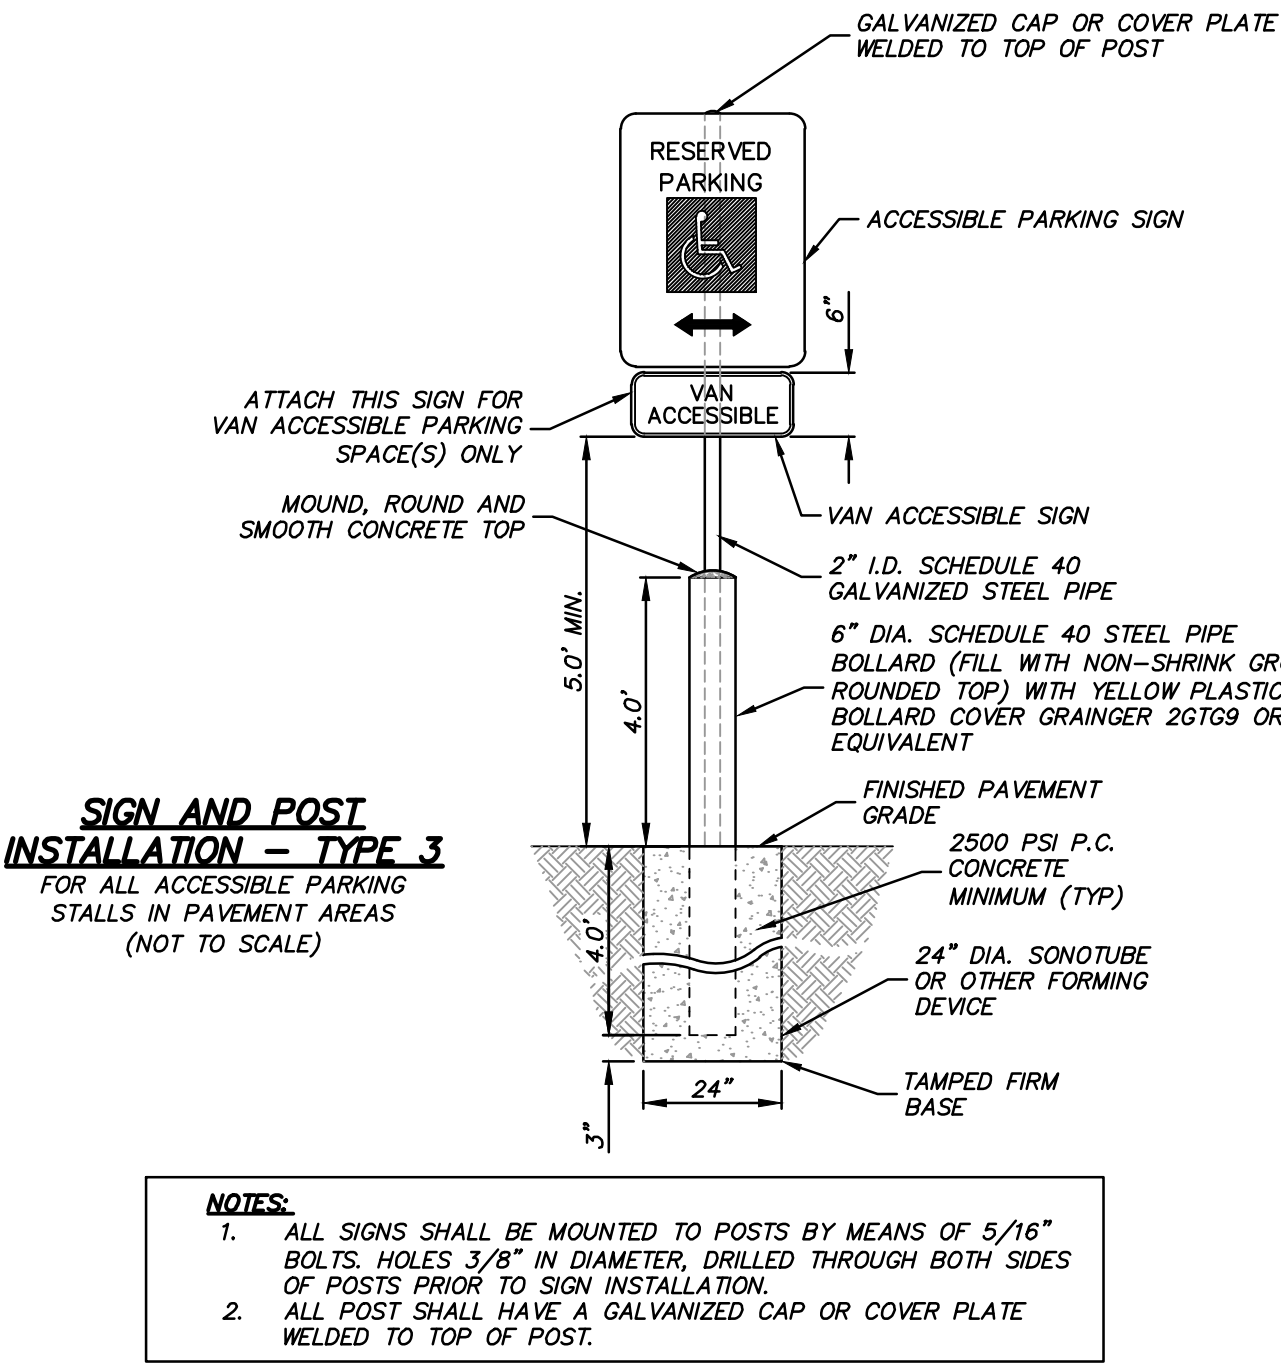 GALVANIZED CAP OR COVER PLATE
WELDED TO TOP OF POST
RESERVED
PARKING
ACCESSIBLE PARKING SIGN
6"
VAN
ACCESSIBLE
ATTACH THIS SIGN FOR
VAN ACCESSIBLE PARKING
SPACE(S) ONLY
MOUND, ROUND AND
SMOOTH CONCRETE TOP
VAN ACCESSIBLE SIGN
2" I.D. SCHEDULE 40
GALVANIZED STEEL PIPE
5.0' MIN.
4.0'
6" DIA. SCHEDULE 40 STEEL PIPE
BOLLARD (FILL WITH NON-SHRINK
ROUNDED TOP) WITH YELLOW PLASTIC
BOLLARD COVER GRAINGER 2GTG9 OR
EQUIVALENT
SIGN AND POST
INSTALLATION - TYPE 3
FOR ALL ACCESSIBLE PARKING
STALLS IN PAVEMENT AREAS
(NOT TO SCALE)
FINISHED PAVEMENT
GRADE
2500 PSI P.C.
CONCRETE
MINIMUM (TYP)
4.0'
24" DIA. SONOTUBE
OR OTHER FORMING
DEVICE
TAMPED FIRM
BASE
24"
3"
NOTES:
1. ALL SIGNS SHALL BE MOUNTED TO POSTS BY MEANS OF 5/16"
BOLTS. HOLES 3/8" IN DIAMETER, DRILLED THROUGH BOTH SIDES
OF POSTS PRIOR TO SIGN INSTALLATION.
2. ALL POST SHALL HAVE A GALVANIZED CAP OR COVER PLATE
WELDED TO TOP OF POST.